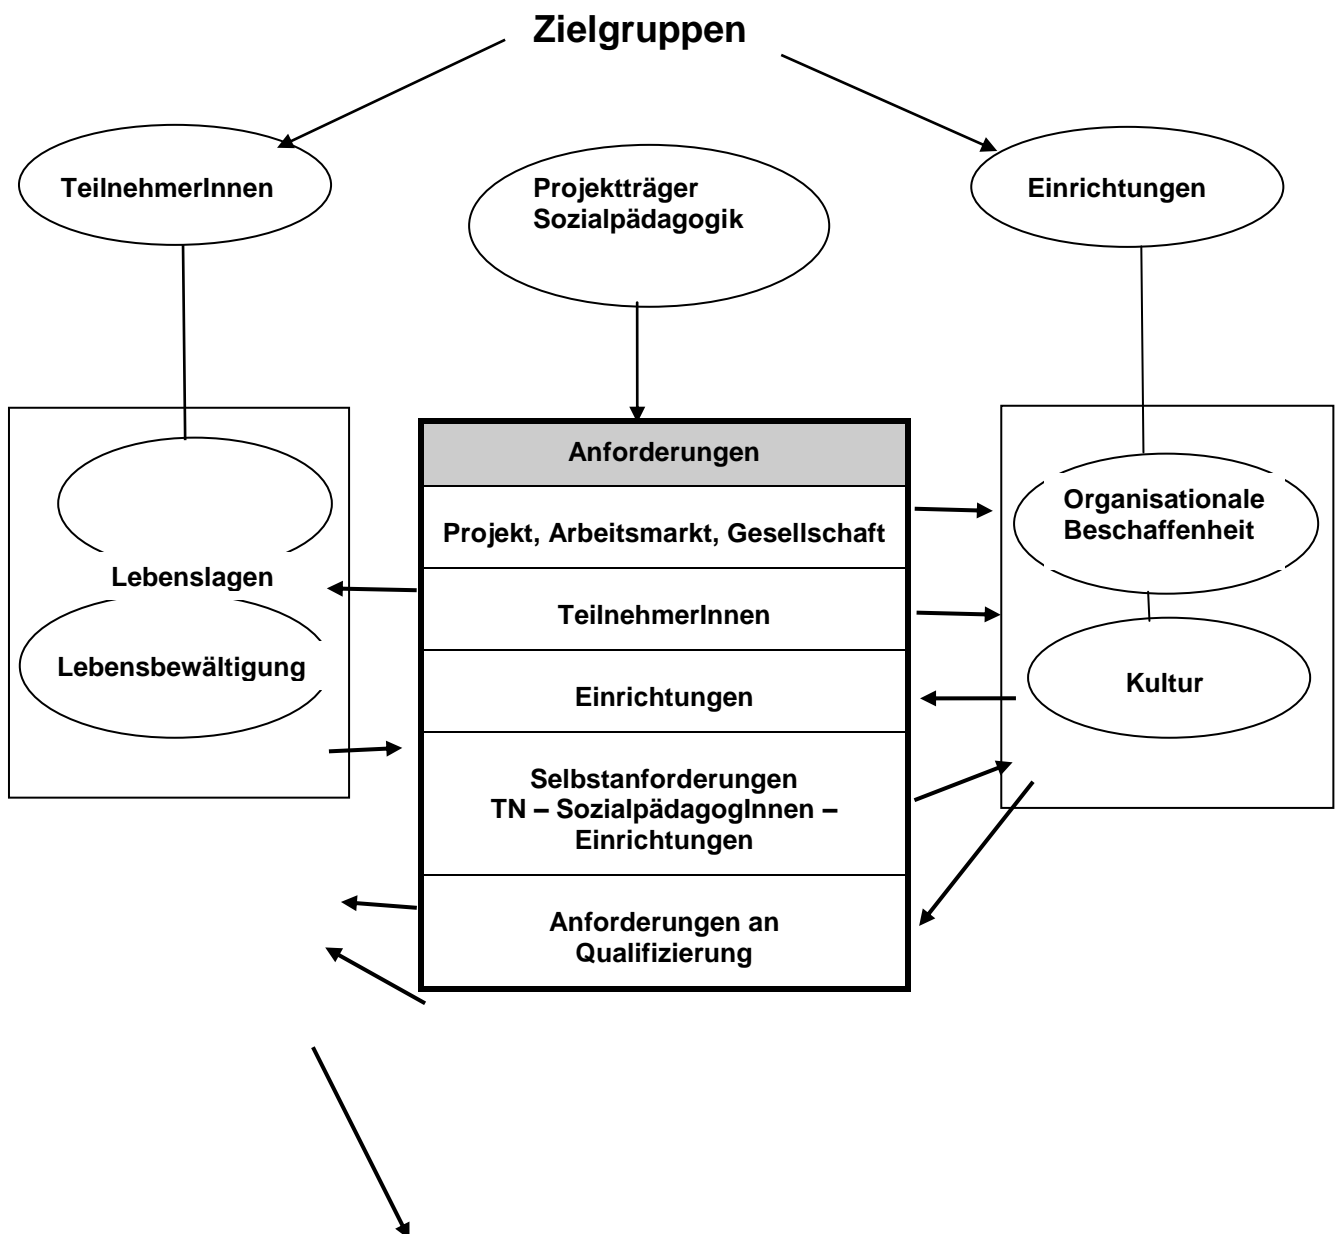 Zielgruppen
TeilnehmerInnen
Projektträger
Sozialpädagogik
Einrichtungen
Lebenslagen
Lebensbewältigung
Anforderungen
Projekt, Arbeitsmarkt, Gesellschaft
TeilnehmerInnen
Einrichtungen
Selbstanforderungen
TN – SozialpädagogInnen –
Einrichtungen
Anforderungen an
Qualifizierung
Organisationale
Beschaffenheit
Kultur